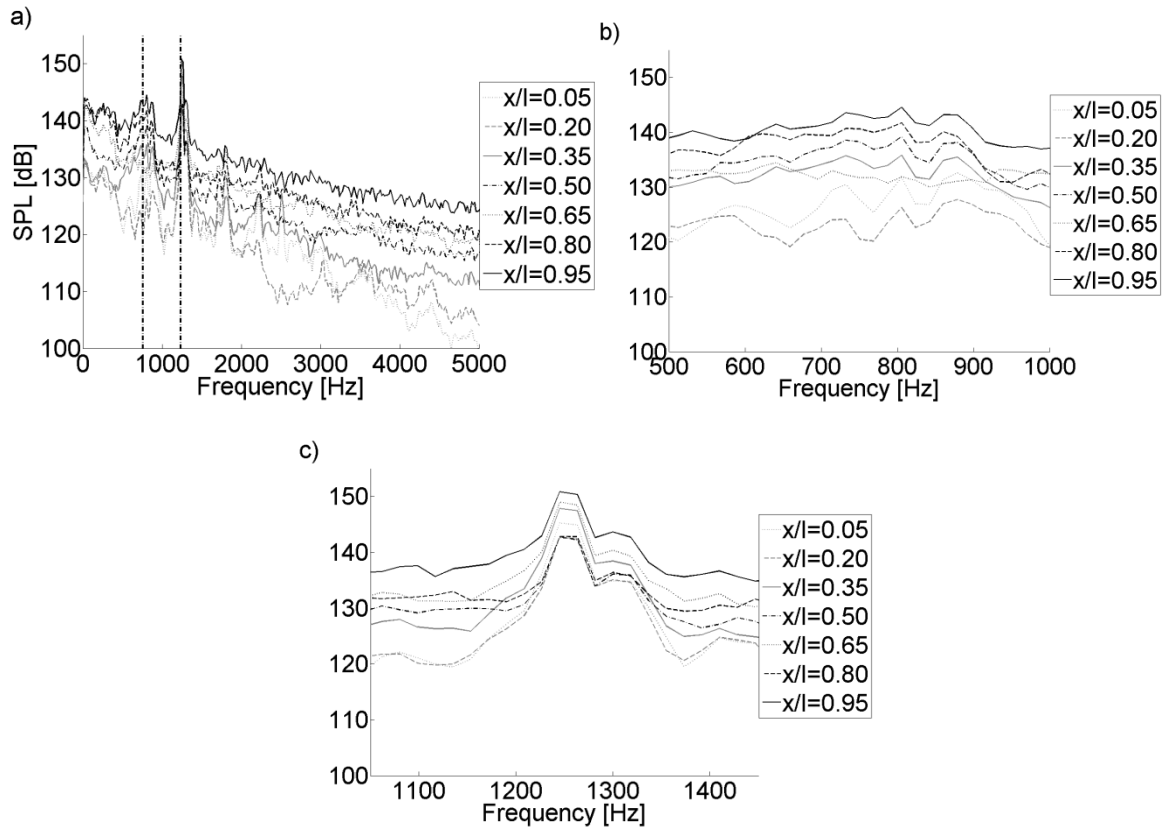 a)
SPL [dB]
150
140
130
120
110
100
0
1000
2000
3000
4000
5000
Frequency [Hz]
x/l=0.05
x/l=0.20
x/l=0.35
x/l=0.50
x/l=0.65
x/l=0.80
x/l=0.95
b)
150
140
130
120
110
100
500
600
700
800
900
1000
Frequency [Hz]
x/l=0.05
x/l=0.20
x/l=0.35
x/l=0.50
x/l=0.65
x/l=0.80
x/l=0.95
c)
150
140
130
120
110
100
1100
1200
1300
1400
Frequency [Hz]
x/l=0.05
x/l=0.20
x/l=0.35
x/l=0.50
x/l=0.65
x/l=0.80
x/l=0.95